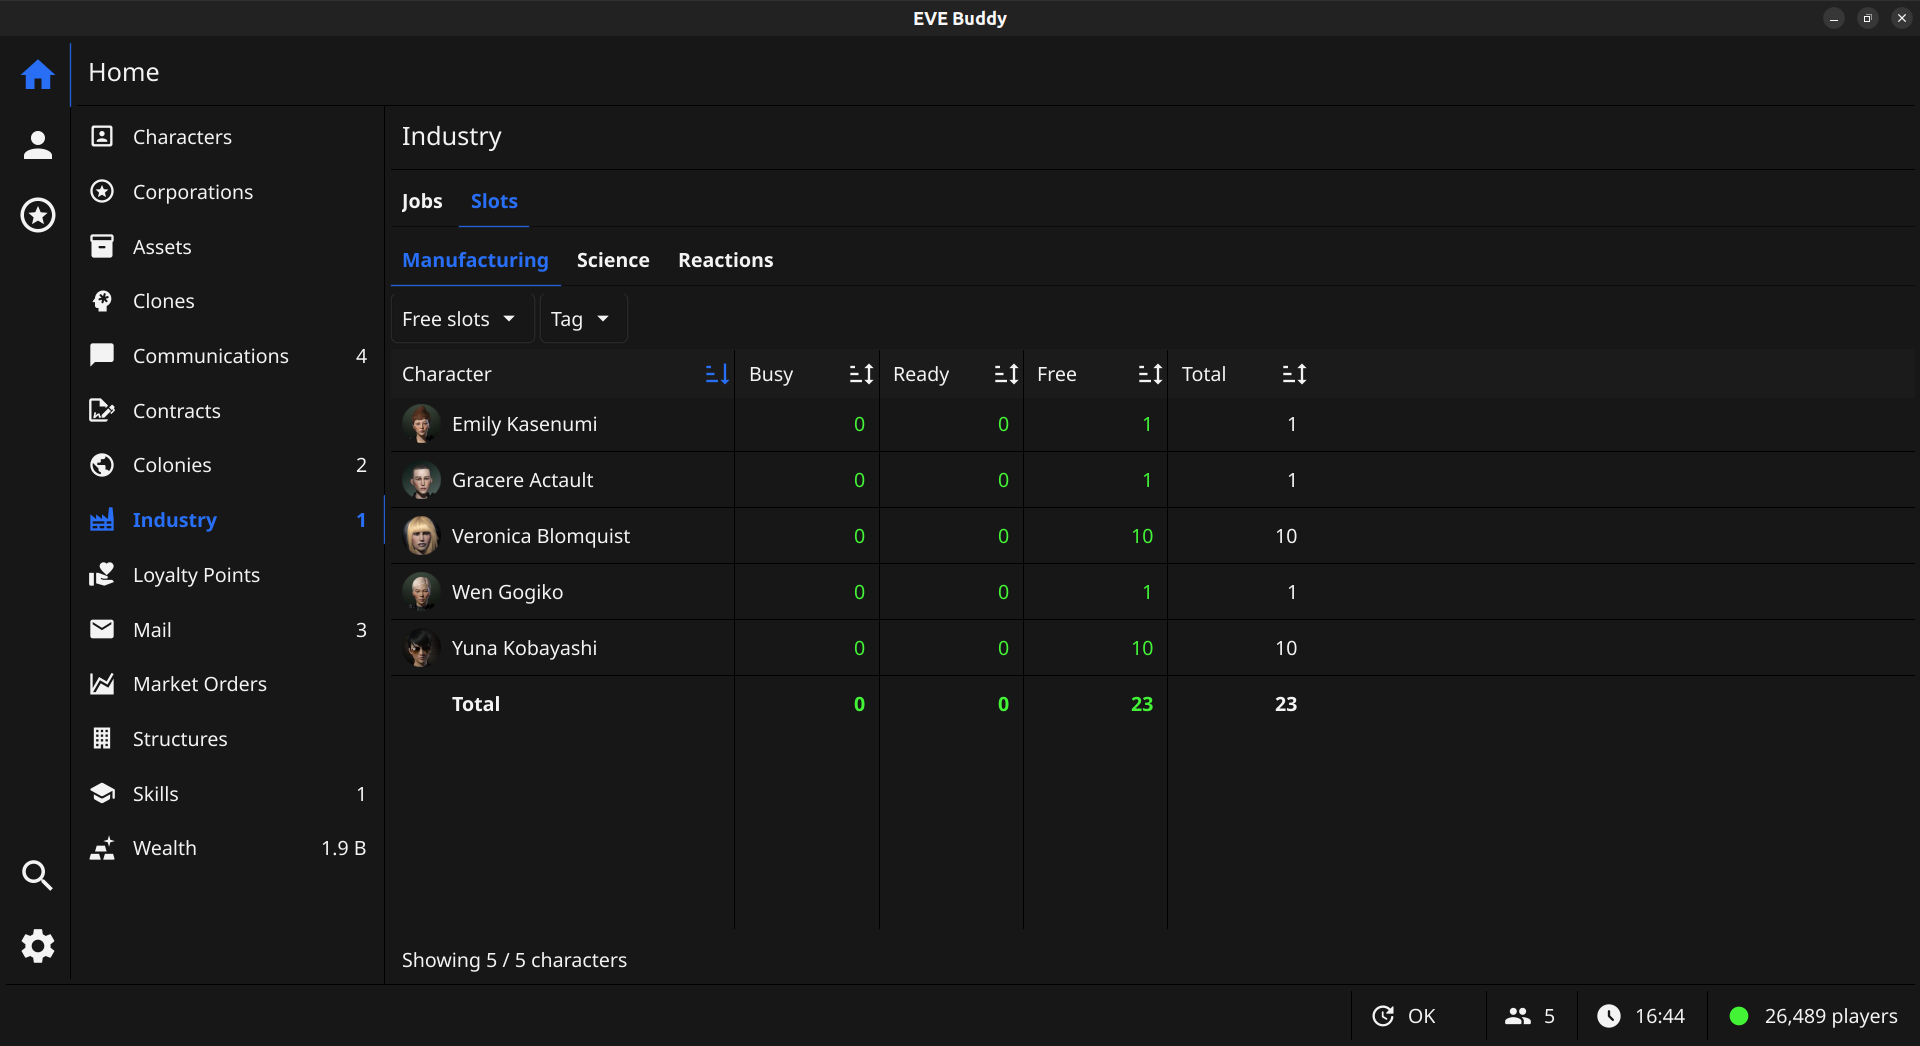 EVE Buddy
Home
Characters
Corporations
Assets
Clones
Communications 4
Contracts
Colonies 2
Industry 1
Loyalty Points
Mail 3
Market Orders
Structures
Skills 1
Wealth 1.9 B
Industry
Jobs Slots
Manufacturing Science Reactions
Free slots Tag
Character Busy Ready Free Total
Emily Kasenumi 0 0 1 1
Gracere Actault 0 0 1 1
Veronica Blomquist 0 0 10 10
Wen Gogiko 0 0 1 1
Yuna Kobayashi 0 0 10 10
Total 0 0 23 23
Showing 5 / 5 characters
OK 5 16:44 26,489 players